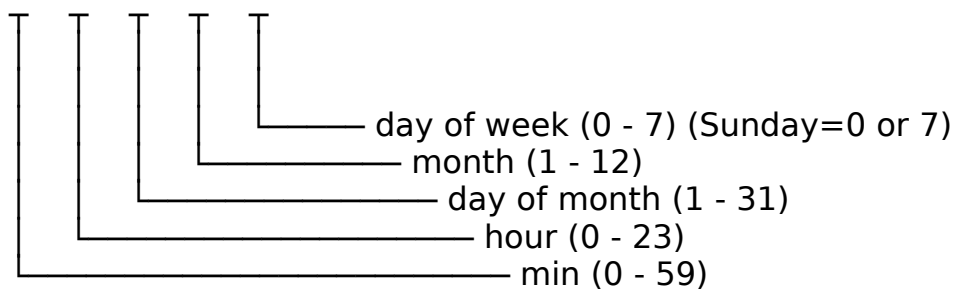 day of week (0 - 7) (Sunday=0 or 7)
month (1 - 12)
day of month (1 - 31)
hour (0 - 23)
min (0 - 59)